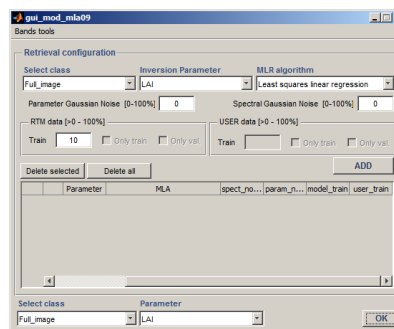 gui_mod_mla09
Bands tools
Retrieval configuration
Select class Inversion Parameter MLR algorithm
Full_image LAI Least squares linear regression
Parameter Gaussian Noise [0-100%] 0 Spectral Gaussian Noise [0-100%] 0
RTM data [>0 - 100%] USER data [>0 - 100%]
Train 10 Only train Only val. Train Only train Only val.
Delete selected Delete all ADD
Parameter MLA spect_no... param_n... model_train user_train
Select class Parameter
Full_image LAI OK